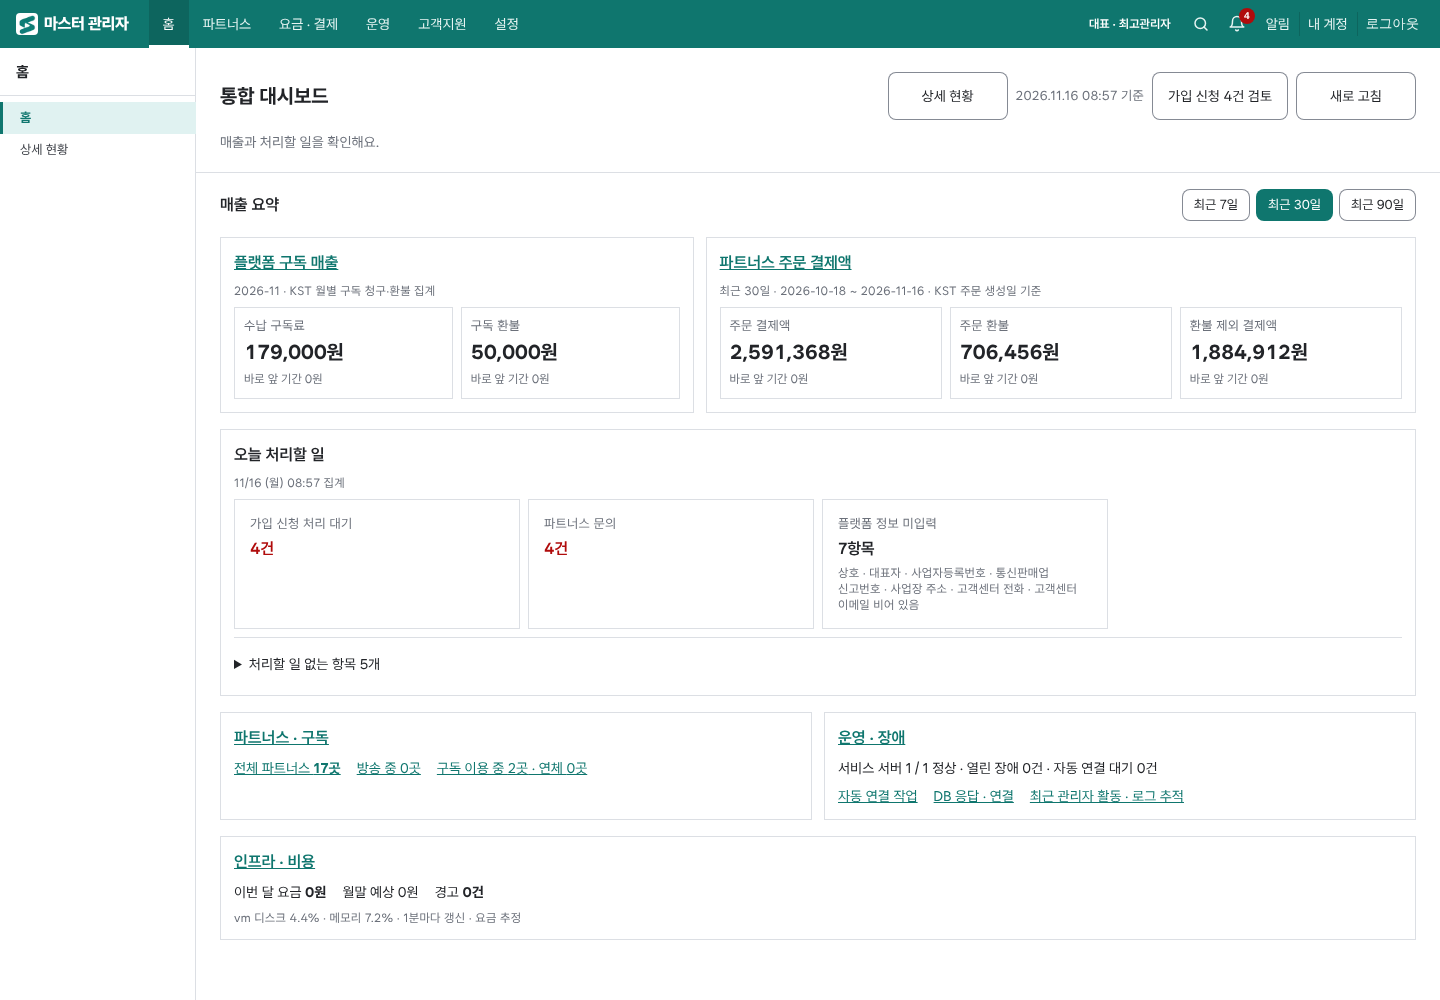 마스터 관리자
홈
파트너스
요금 · 결제
운영
고객지원
설정
대표 · 최고관리자
4
알림
내 계정
로그아웃
홈
홈
상세 현황
통합 대시보드
상세 현황
2026.11.16 08:57 기준
가입 신청 4건 검토
새로 고침
매출과 처리할 일을 확인해요.
매출 요약
최근 7일
최근 30일
최근 90일
플랫폼 구독 매출
2026-11 · KST 월별 구독 청구·환불 집계
수납 구독료
179,000원
바로 앞 기간 0원
구독 환불
50,000원
바로 앞 기간 0원
파트너스 주문 결제액
최근 30일 · 2026-10-18 ~ 2026-11-16 · KST 주문 생성일 기준
주문 결제액
2,591,368원
바로 앞 기간 0원
주문 환불
706,456원
바로 앞 기간 0원
환불 제외 결제액
1,884,912원
바로 앞 기간 0원
오늘 처리할 일
11/16 (월) 08:57 집계
가입 신청 처리 대기
4건
파트너스 문의
4건
플랫폼 정보 미입력
7항목
상호 · 대표자 · 사업자등록번호 · 통신판매업
신고번호 · 사업장 주소 · 고객센터 전화 · 고객센터
이메일 비어 있음
▶ 처리할 일 없는 항목 5개
파트너스 · 구독
전체 파트너스 17곳
방송 중 0곳
구독 이용 중 2곳 · 연체 0곳
운영 · 장애
서비스 서버 1 / 1 정상 · 열린 장애 0건 · 자동 연결 대기 0건
자동 연결 작업
DB 응답 · 연결
최근 관리자 활동 · 로그 추적
인프라 · 비용
이번 달 요금 0원
월말 예상 0원
경고 0건
vm 디스크 4.4% · 메모리 7.2% · 1분마다 갱신 · 요금 추정